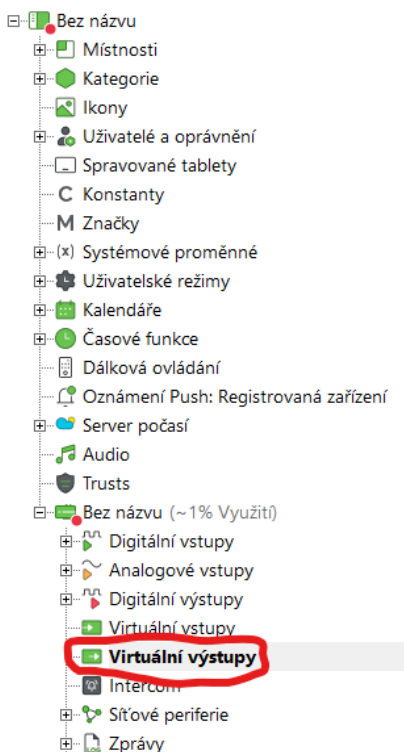 Bez názvu
Místnosti
Kategorie
Ikony
Uživatelé a oprávnění
Spravované tablety
C Konstanty
M Značky
(x) Systémové proměnné
Uživatelské režimy
Kalendáře
Časové funkce
Dálková ovládání
Oznámení Push: Registrovaná zařízení
Server počasí
Audio
Trusts
Bez názvu (~1% Využití)
Digitální vstupy
Analogové vstupy
Digitální výstupy
Virtuální vstupy
Virtuální výstupy
Intercom
Síťové periferie
Zprávy